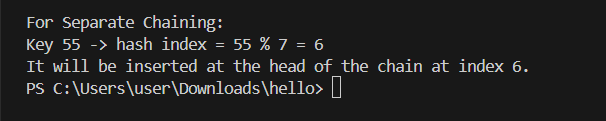 For Separate Chaining:
Key 55 -> hash index = 55 % 7 = 6
It will be inserted at the head of the chain at index 6.
PS C:\Users\user\Downloads\hello>